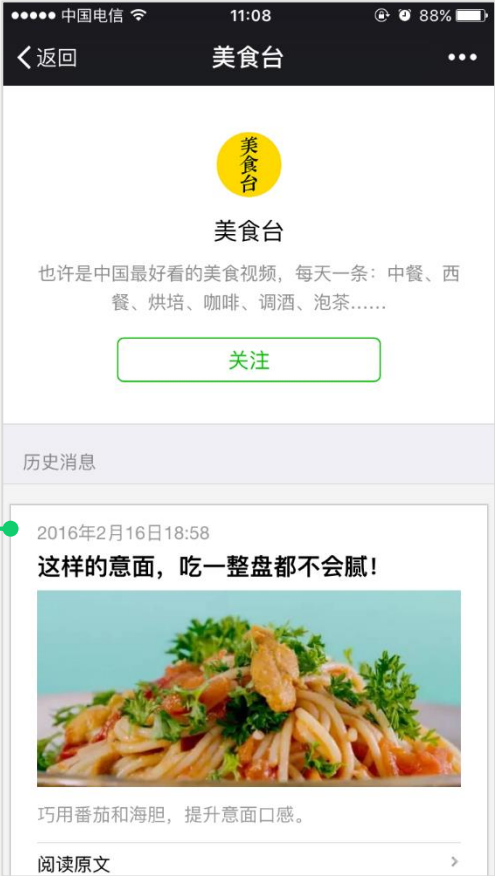 中国电信 11:08 88%
返回 美食台
美食台
美食台
也许是中国最好看的美食视频，每天一条：中餐、西
餐、烘培、咖啡、调酒、泡茶……
关注
历史消息
2016年2月16日18:58
这样的意面，吃一整盘都不会腻！
巧用番茄和海胆，提升意面口感。
阅读原文